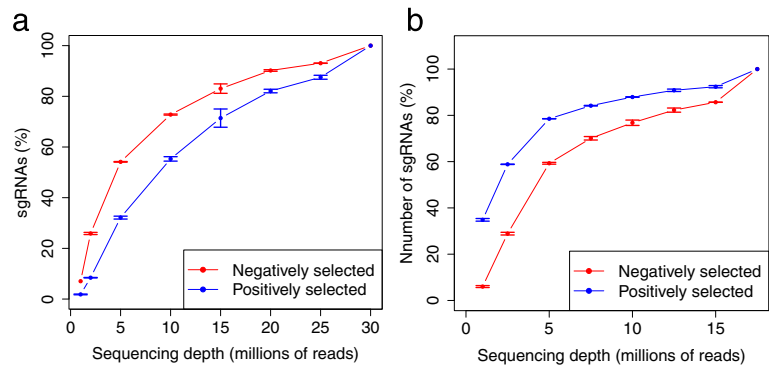 a
sgRNAs (%)
0
20
40
60
80
100
0
5
10
15
20
25
30
Sequencing depth (millions of reads)
Negatively selected
Positively selected
b
Nnumber of sgRNAs (%)
0
20
40
60
80
100
0
5
10
15
Sequencing depth (millions of reads)
Negatively selected
Positively selected